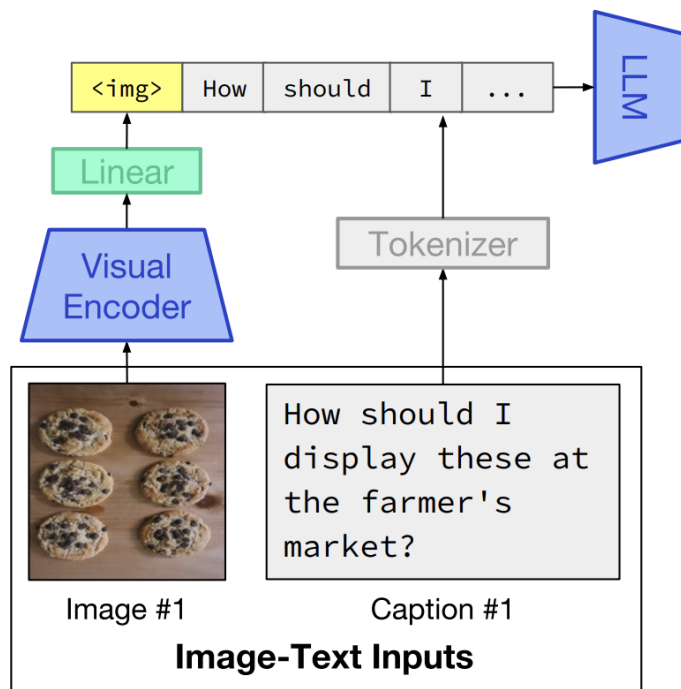 <img> How should I ...
LLM
Linear
Tokenizer
Visual
Encoder
How should I
display these at
the farmer's
market?
Image #1 Caption #1
Image-Text Inputs